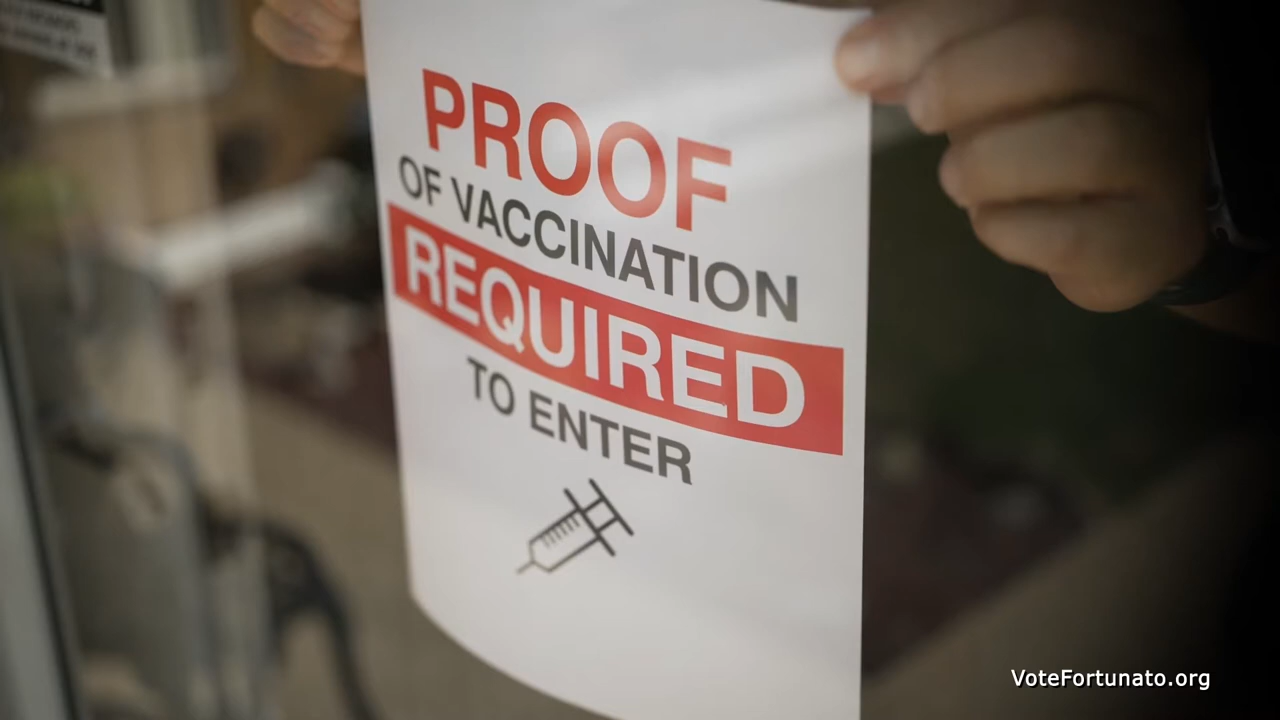 PROOF
OF VACCINATION
REQUIRED
TO ENTER
VoteFortunato.org